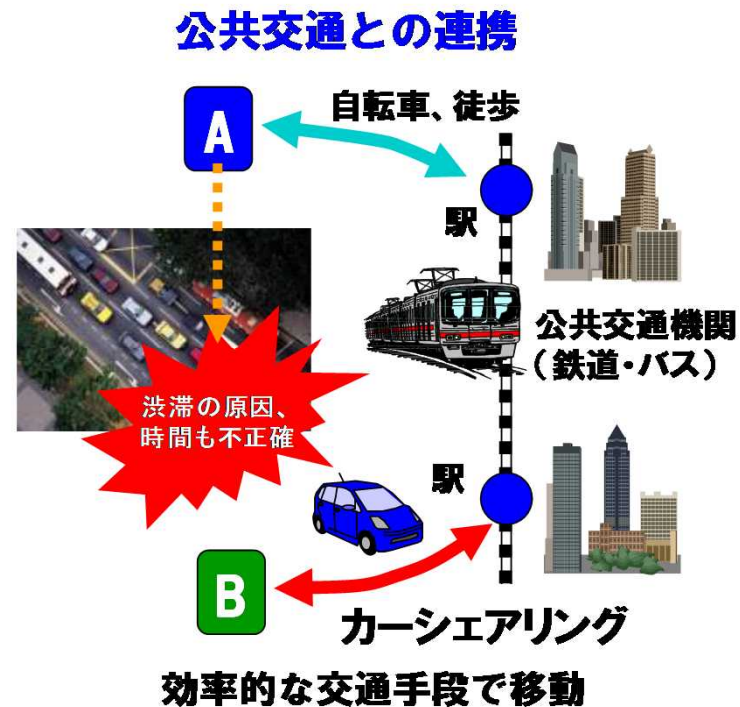 公共交通との連携
A
自転車、徒歩
駅
公共交通機関
（鉄道・バス）
渋滞の原因、
時間も不正確
駅
B
カーシェアリング
効率的な交通手段で移動